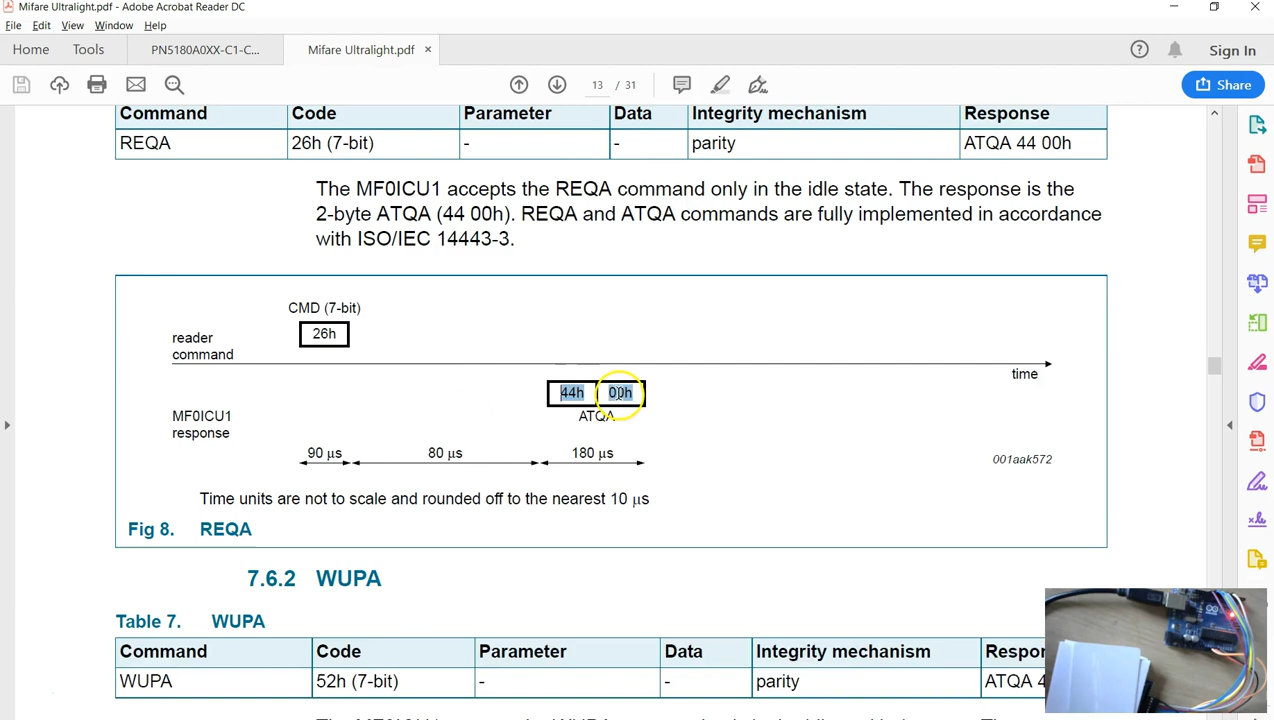 Mifare Ultralight.pdf - Adobe Acrobat Reader DC
File Edit View Window Help
Home Tools PN5180A0XX-C1-C... Mifare Ultralight.pdf × Sign In
13 / 31 Share
Command Code Parameter Data Integrity mechanism Response
REQA 26h (7-bit) - - parity ATQA 44 00h
The MF0ICU1 accepts the REQA command only in the idle state. The response is the
2-byte ATQA (44 00h). REQA and ATQA commands are fully implemented in accordance
with ISO/IEC 14443-3.
CMD (7-bit)
26h
reader
command
time
44h 00h
ATQA
MF0ICU1
response
90 μs 80 μs 180 μs
001aak572
Time units are not to scale and rounded off to the nearest 10 μs
Fig 8. REQA
7.6.2 WUPA
Table 7. WUPA
Command Code Parameter Data Integrity mechanism
WUPA 52h (7-bit) - - parity ATQA